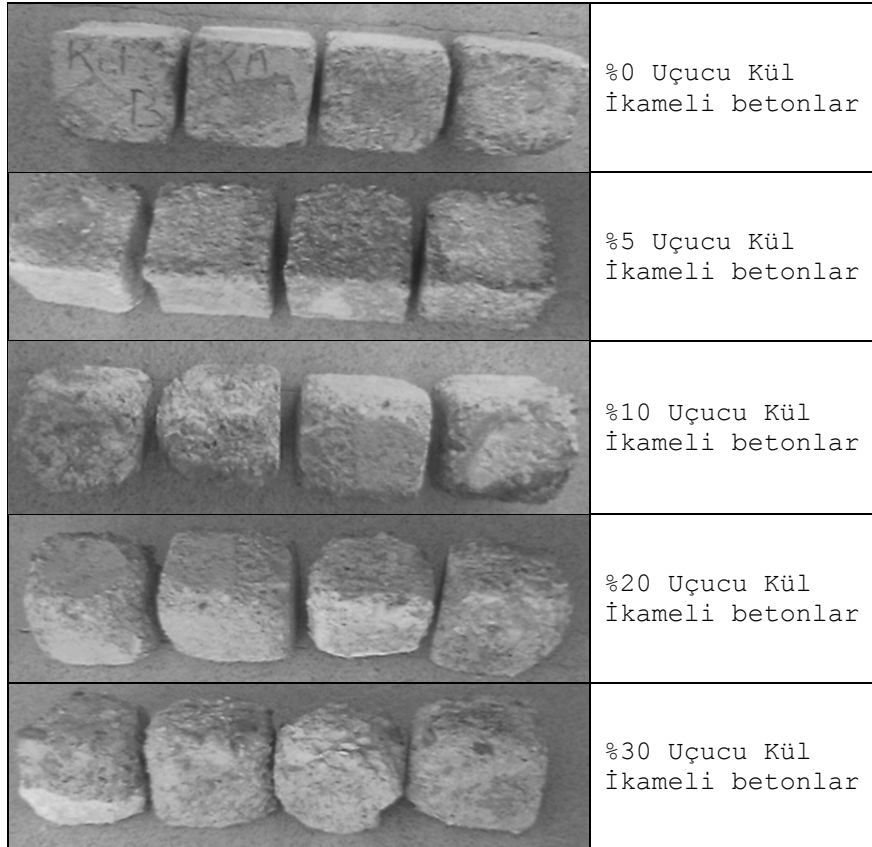 %0 Uçucu Kül
İkameli betonlar
%5 Uçucu Kül
İkameli betonlar
%10 Uçucu Kül
İkameli betonlar
%20 Uçucu Kül
İkameli betonlar
%30 Uçucu Kül
İkameli betonlar